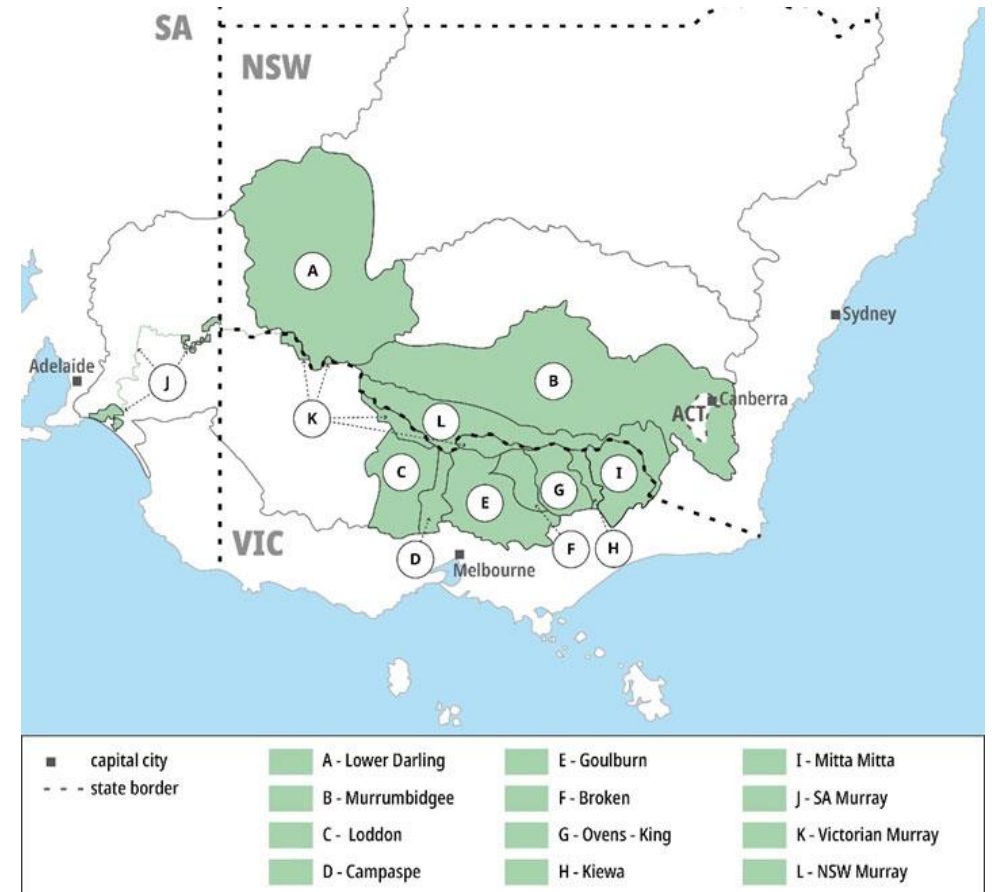 SA
NSW
A
Sydney
Adelaide
J
B
Canberra
ACT
K
L
C
I
E
G
VIC
D
F
H
Melbourne
capital city
state border
A - Lower Darling
B - Murrumbidgee
C - Loddon
D - Campaspe
E - Goulburn
F - Broken
G - Ovens - King
H - Kiewa
I - Mitta Mitta
J - SA Murray
K - Victorian Murray
L - NSW Murray